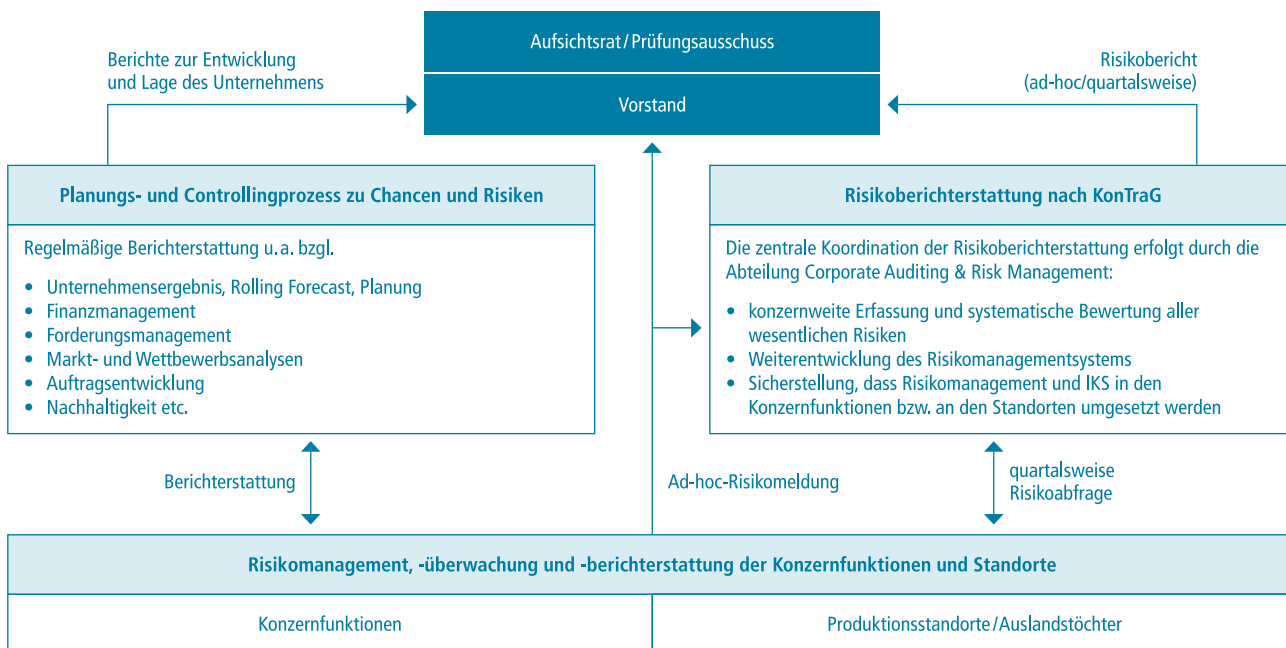 Aufsichtsrat/Prüfungsausschuss
Vorstand
Berichte zur Entwicklung
und Lage des Unternehmens
Risikobericht
(ad-hoc/quartalsweise)
Planungs- und Controllingprozess zu Chancen und Risiken
Regelmäßige Berichterstattung u. a. bzgl.
• Unternehmensergebnis, Rolling Forecast, Planung
• Finanzmanagement
• Forderungsmanagement
• Markt- und Wettbewerbsanalysen
• Auftragsentwicklung
• Nachhaltigkeit etc.
Risikoberichterstattung nach KonTraG
Die zentrale Koordination der Risikoberichterstattung erfolgt durch die
Abteilung Corporate Auditing & Risk Management:
• konzernweite Erfassung und systematische Bewertung aller
wesentlichen Risiken
• Weiterentwicklung des Risikomanagementsystems
• Sicherstellung, dass Risikomanagement und IKS in den
Konzernfunktionen bzw. an den Standorten umgesetzt werden
Berichterstattung
Ad-hoc-Risikomeldung
quartalsweise
Risikoabfrage
Risikomanagement, -überwachung und -berichterstattung der Konzernfunktionen und Standorte
Konzernfunktionen
Produktionsstandorte/Auslandstöchter